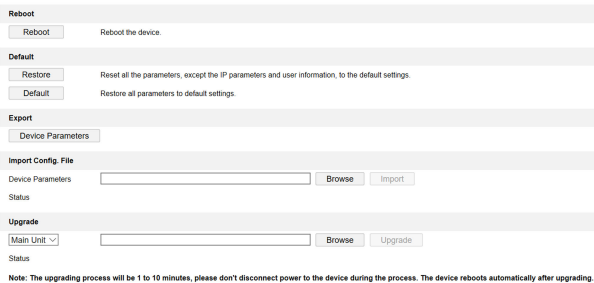 Reboot
Reboot Reboot the device.
Default
Restore Reset all the parameters, except the IP parameters and user information, to the default settings.
Default Restore all parameters to default settings.
Export
Device Parameters
Import Config. File
Device Parameters Browse Import
Status
Upgrade
Main Unit Browse Upgrade
Status
Note: The upgrading process will be 1 to 10 minutes, please don't disconnect power to the device during the process. The device reboots automatically after upgrading.